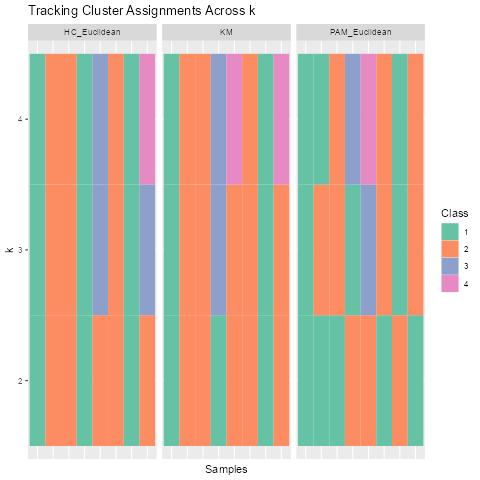 Tracking Cluster Assignments Across k
HC_Euclidean
KM
PAM_Euclidean
4
3
2
k
Samples
Class
1
2
3
4